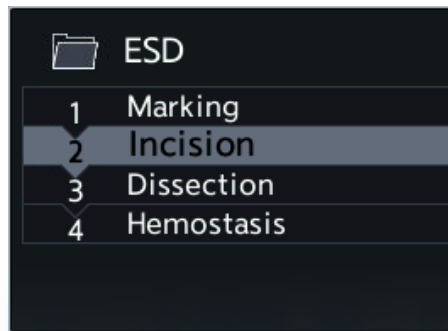 ESD
1 Marking
2 Incision
3 Dissection
4 Hemostasis